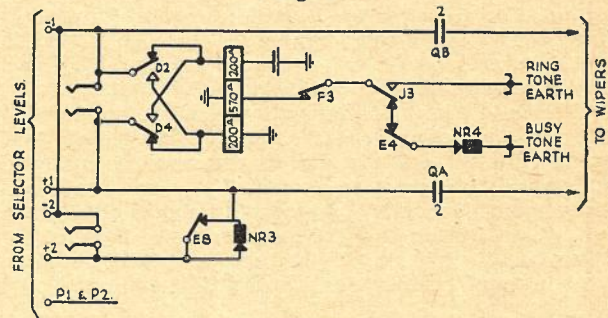 -1
2
QB
D2
200Ω
570Ω
200Ω
D4
F3
J3
RING
TONE
EARTH
E4
NR4
BUSY
TONE
EARTH
TO WIPERS
FROM SELECTOR LEVELS.
+1
QA
2
-2
E8
NR3
+2
P1 & P2.